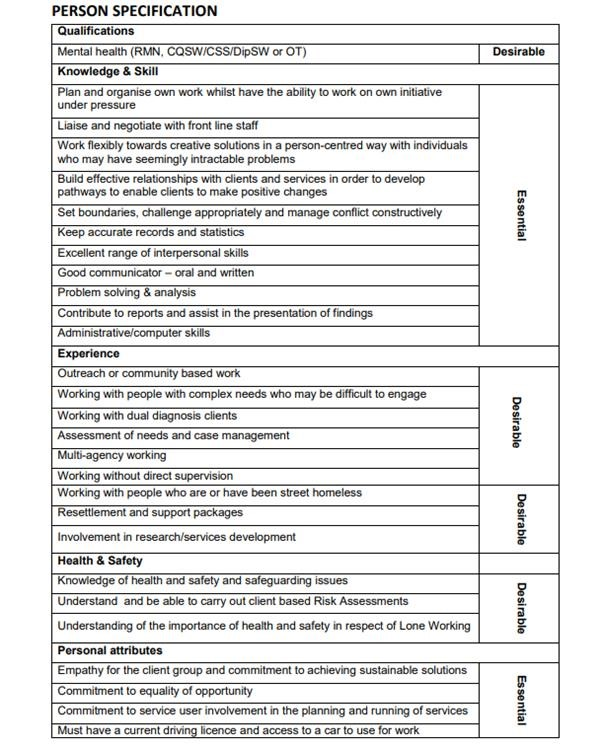 PERSON SPECIFICATION
Qualifications
Mental health (RMN, CQSW/CSS/DipSW or OT)
Desirable
Knowledge & Skill
Plan and organise own work whilst have the ability to work on own initiative
under pressure
Liaise and negotiate with front line staff
Work flexibly towards creative solutions in a person-centred way with individuals
who may have seemingly intractable problems
Build effective relationships with clients and services in order to develop
pathways to enable clients to make positive changes
Set boundaries, challenge appropriately and manage conflict constructively
Keep accurate records and statistics
Excellent range of interpersonal skills
Good communicator – oral and written
Problem solving & analysis
Contribute to reports and assist in the presentation of findings
Administrative/computer skills
Essential
Experience
Outreach or community based work
Working with people with complex needs who may be difficult to engage
Working with dual diagnosis clients
Assessment of needs and case management
Multi-agency working
Working without direct supervision
Desirable
Working with people who are or have been street homeless
Resettlement and support packages
Involvement in research/services development
Desirable
Health & Safety
Knowledge of health and safety and safeguarding issues
Understand and be able to carry out client based Risk Assessments
Understanding of the importance of health and safety in respect of Lone Working
Desirable
Personal attributes
Empathy for the client group and commitment to achieving sustainable solutions
Commitment to equality of opportunity
Commitment to service user involvement in the planning and running of services
Must have a current driving licence and access to a car to use for work
Essential